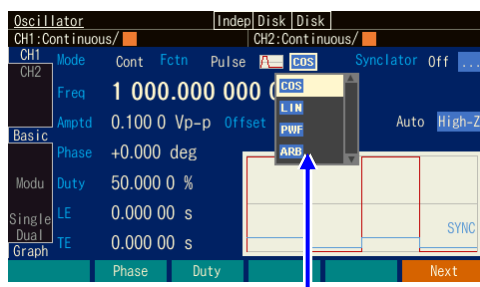 Oscillator Indep Disk Disk
CH1:Continuous/ CH2:Continuous/
CH1 Mode Cont Fctn Pulse COS Synclator Off ...
CH2
Freq 1 000.000 00
COS
LIN
PWF
ARB
Amptd 0.100 0 Vp-p Offset Auto High-Z
Basic
Phase +0.000 deg
Modu Duty 50.000 0 %
Single LE 0.000 00 s SYNC
Dual
Graph TE 0.000 00 s
Phase Duty Next